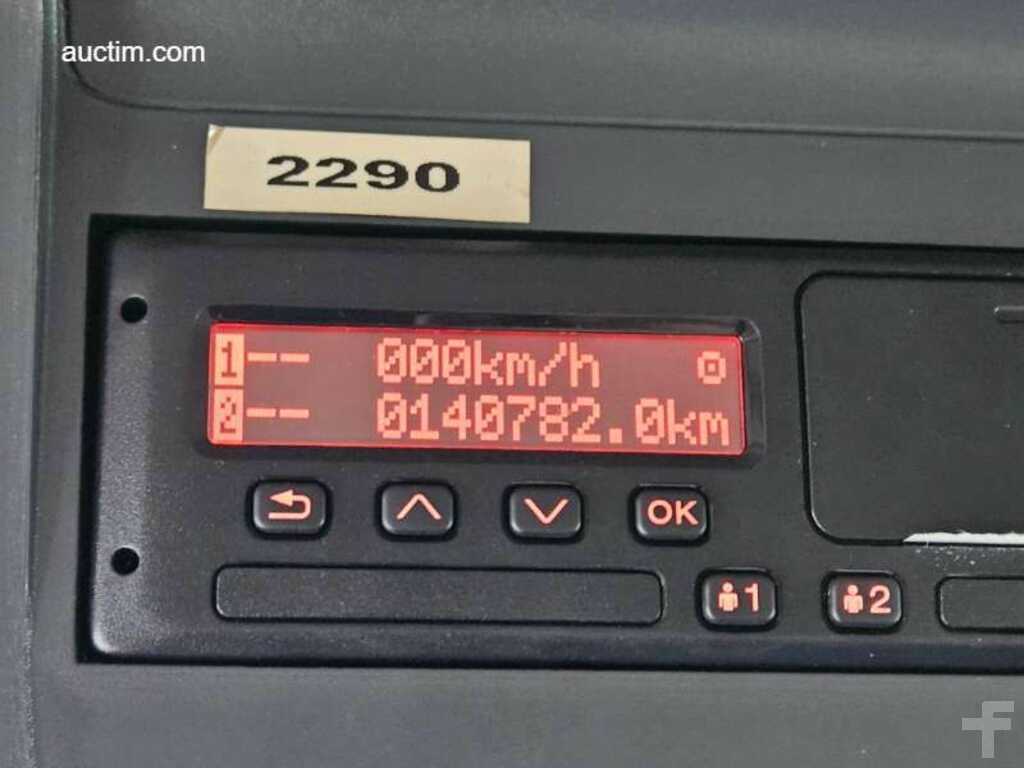 auctim.com
2290
1-- 000km/h
2-- 0140782.0km
OK
1 2